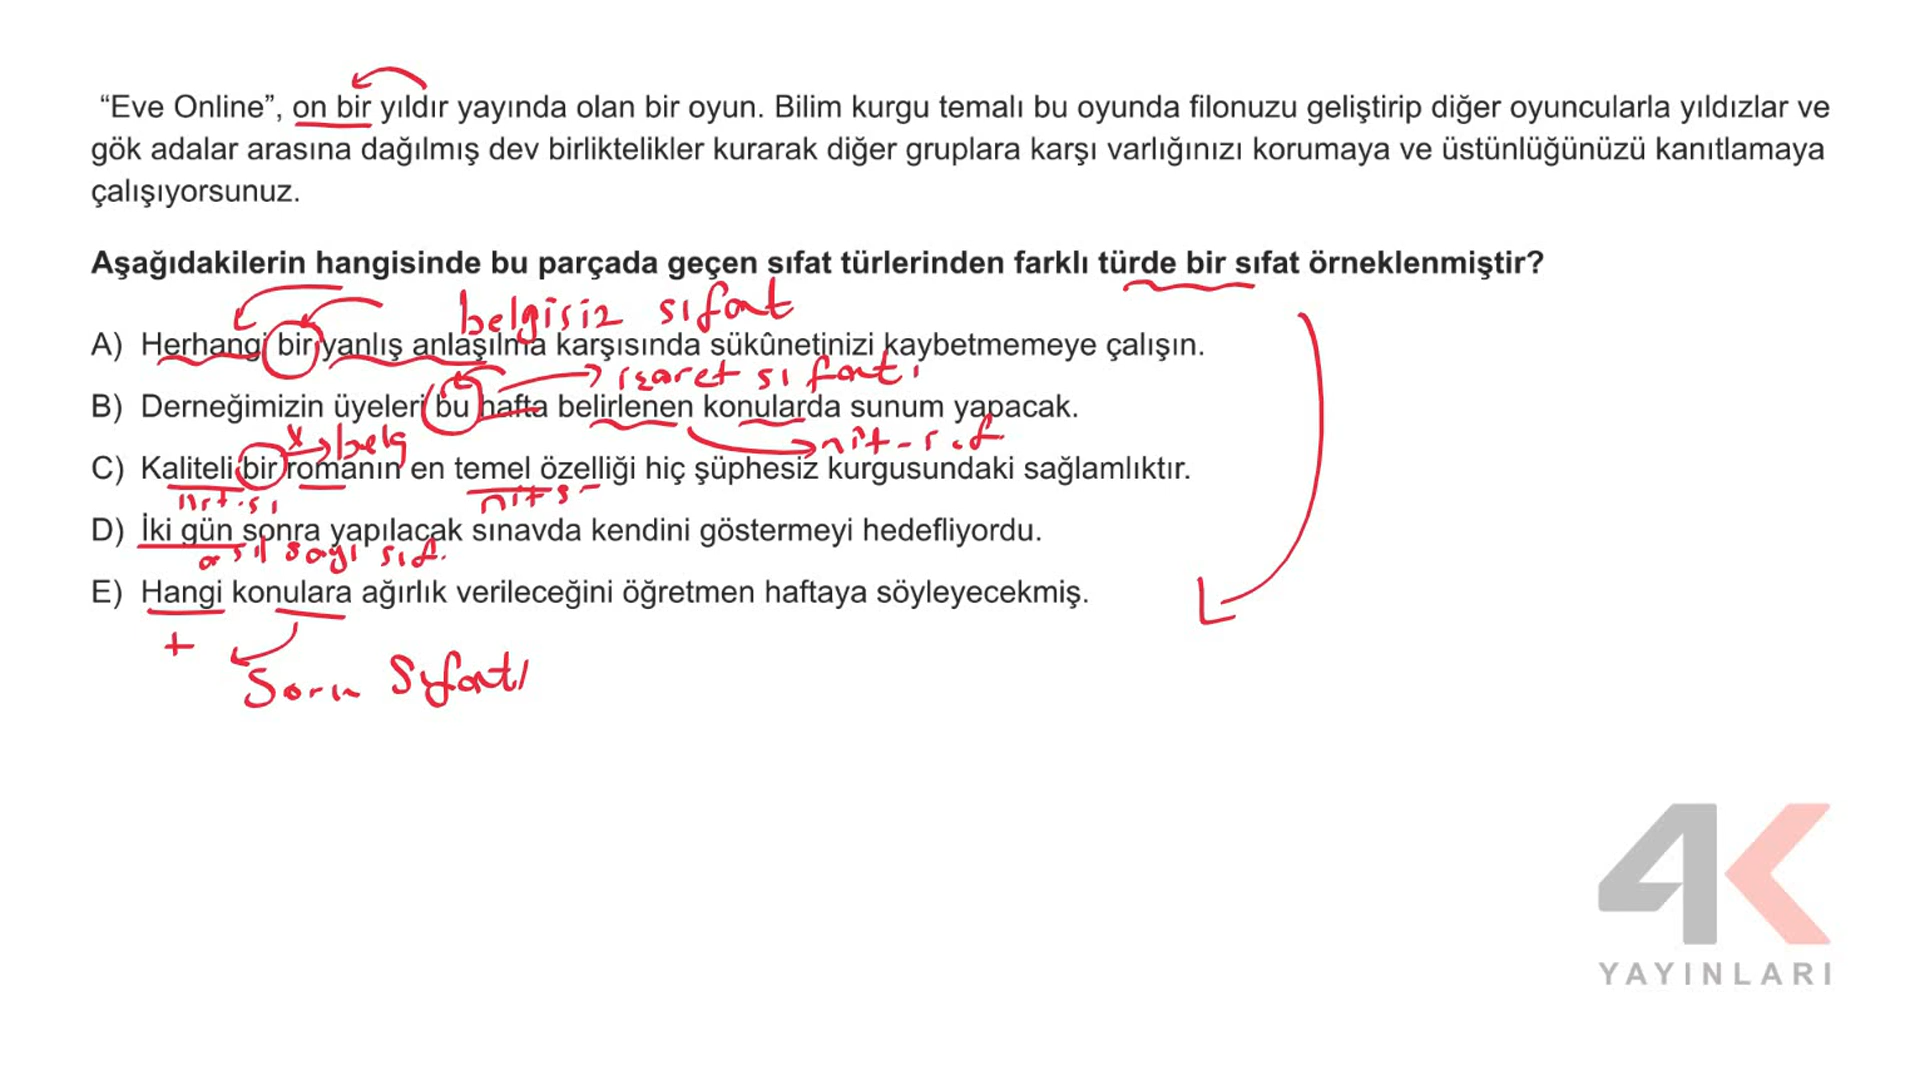 “Eve Online”, on bir yıldır yayında olan bir oyun. Bilim kurgu temalı bu oyunda filonuzu geliştirip diğer oyuncularla yıldızlar ve
gök adalar arasına dağılmış dev birliktelikler kurarak diğer gruplara karşı varlığınızı korumaya ve üstünlüğünüzü kanıtlamaya
çalışıyorsunuz.
Aşağıdakilerin hangisinde bu parçada geçen sıfat türlerinden farklı türde bir sıfat örneklenmiştir?
belgisiz sıfat
A) Herhangi bir yanlış anlaşılma karşısında sükûnetinizi kaybetmemeye çalışın.
işaret sıfatı
B) Derneğimizin üyeleri bu hafta belirlenen konularda sunum yapacak.
belg nit-sıf.
C) Kaliteli bir romanın en temel özelliği hiç şüphesiz kurgusundaki sağlamlıktır.
nit s
D) İki gün sonra yapılacak sınavda kendini göstermeyi hedefliyordu.
asıl sayı sıf.
E) Hangi konulara ağırlık verileceğini öğretmen haftaya söyleyecekmiş.
+
Soru Sıfatı
4K
YAYINLARI